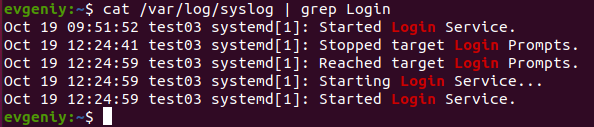 evgeniy:~$ cat /var/log/syslog | grep Login
Oct 19 09:51:52 test03 systemd[1]: Started Login Service.
Oct 19 12:24:41 test03 systemd[1]: Stopped target Login Prompts.
Oct 19 12:24:59 test03 systemd[1]: Reached target Login Prompts.
Oct 19 12:24:59 test03 systemd[1]: Starting Login Service...
Oct 19 12:24:59 test03 systemd[1]: Started Login Service.
evgeniy:~$